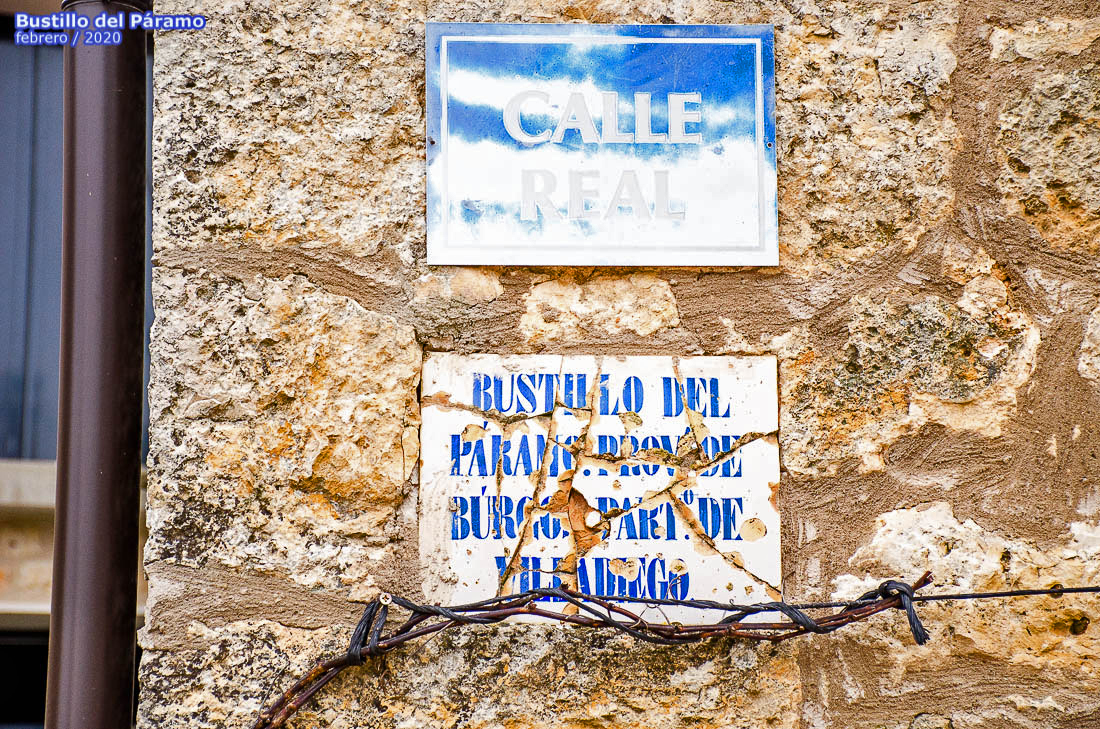 Bustillo del Páramo
febrero / 2020
CALLE
REAL
BUSTILLO DEL
PÁRAMO. PROV. DE
BÚRGOS. PART.º DE
VILLADIEGO